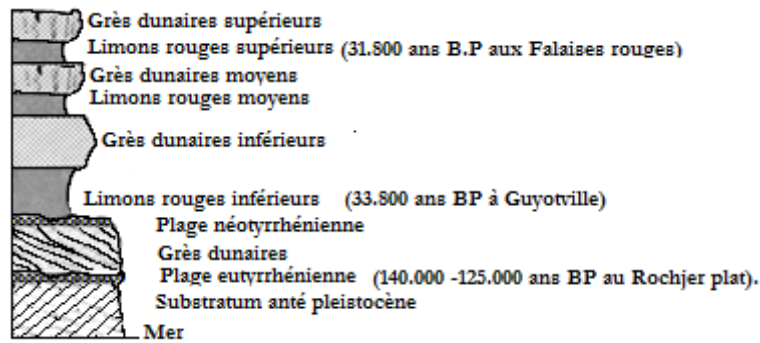 Grès dunaires supérieurs
Limons rouges supérieurs (31.800 ans B.P aux Falaises rouges)
Grès dunaires moyens
Limons rouges moyens
Grès dunaires inférieurs
Limons rouges inférieurs (33.800 ans BP à Guyotville)
Plage néotyrrhénienne
Grès dunaires
Plage eutyrrhénienne (140.000 -125.000 ans BP au Rochjer plat).
Substratum anté pleistocène
Mer